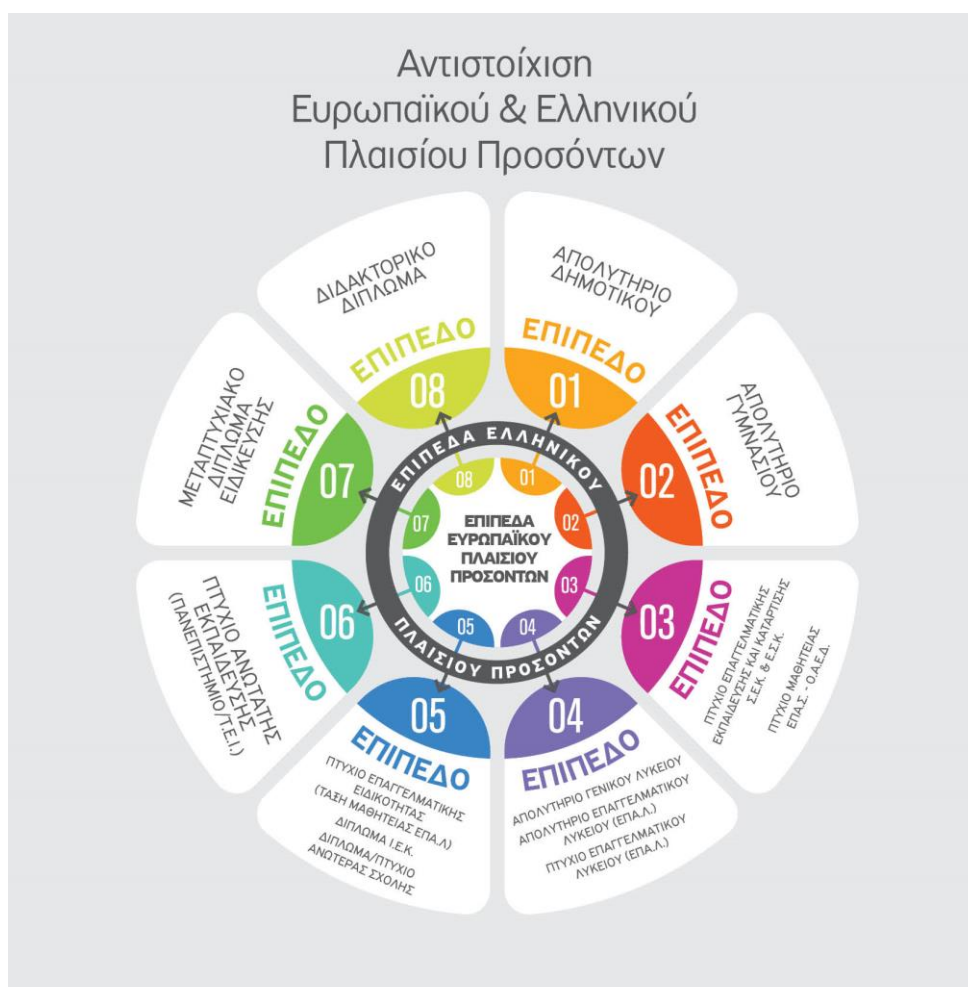 Αντιστοίχιση
Ευρωπαϊκού & Ελληνικού
Πλαισίου Προσόντων
ΑΠΟΛΥΤΗΡΙΟ
ΔΗΜΟΤΙΚΟΥ
ΕΠΙΠΕΔΟ
01
ΑΠΟΛΥΤΗΡΙΟ
ΓΥΜΝΑΣΙΟΥ
ΕΠΙΠΕΔΟ
02
ΠΤΥΧΙΟ ΕΠΑΓΓΕΛΜΑΤΙΚΗΣ
ΕΚΠΑΙΔΕΥΣΗΣ ΚΑΙ ΚΑΤΑΡΤΙΣΗΣ
Σ.Ε.Κ. & Ε.Σ.Κ.
ΠΤΥΧΙΟ ΜΑΘΗΤΕΙΑΣ
ΕΠΑ.Σ. - Ο.Α.Ε.Δ.
ΕΠΙΠΕΔΟ
03
04
ΕΠΙΠΕΔΟ
ΑΠΟΛΥΤΗΡΙΟ ΓΕΝΙΚΟΥ ΛΥΚΕΙΟΥ
ΑΠΟΛΥΤΗΡΙΟ ΕΠΑΓΓΕΛΜΑΤΙΚΟΥ
ΛΥΚΕΙΟΥ (ΕΠΑ.Λ.)
ΠΤΥΧΙΟ ΕΠΑΓΓΕΛΜΑΤΙΚΟΥ
ΛΥΚΕΙΟΥ (ΕΠΑ.Λ.)
05
ΕΠΙΠΕΔΟ
ΠΤΥΧΙΟ ΕΠΑΓΓΕΛΜΑΤΙΚΗΣ
ΕΙΔΙΚΟΤΗΤΑΣ
(ΤΑΞΗ ΜΑΘΗΤΕΙΑΣ ΕΠΑ.Λ)
ΔΙΠΛΩΜΑ Ι.Ε.Κ.
ΔΙΠΛΩΜΑ/ΠΤΥΧΙΟ
ΑΝΩΤΕΡΑΣ ΣΧΟΛΗΣ
ΠΤΥΧΙΟ ΑΝΩΤΑΤΗΣ
ΕΚΠΑΙΔΕΥΣΗΣ
(ΠΑΝΕΠΙΣΤΗΜΙΟ/Τ.Ε.Ι.)
ΕΠΙΠΕΔΟ
06
ΜΕΤΑΠΤΥΧΙΑΚΟ
ΔΙΠΛΩΜΑ
ΕΙΔΙΚΕΥΣΗΣ
ΕΠΙΠΕΔΟ
07
ΔΙΔΑΚΤΟΡΙΚΟ
ΔΙΠΛΩΜΑ
ΕΠΙΠΕΔΟ
08
ΕΠΙΠΕΔΑ ΕΛΛΗΝΙΚΟΥ
ΠΛΑΙΣΙΟΥ ΠΡΟΣΟΝΤΩΝ
01
02
03
04
05
06
07
08
ΕΠΙΠΕΔΑ
ΕΥΡΩΠΑΪΚΟΥ
ΠΛΑΙΣΙΟΥ
ΠΡΟΣΟΝΤΩΝ